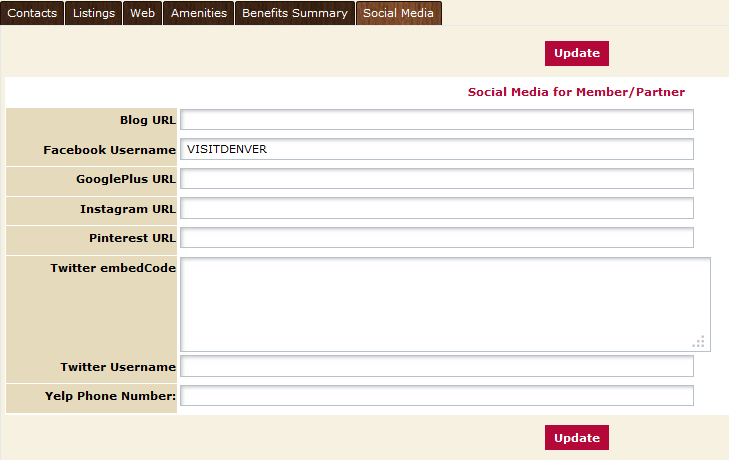 Contacts Listings Web Amenities Benefits Summary Social Media
Update
Social Media for Member/Partner
Blog URL
Facebook Username VISITDENVER
GooglePlus URL
Instagram URL
Pinterest URL
Twitter embedCode
Twitter Username
Yelp Phone Number:
Update